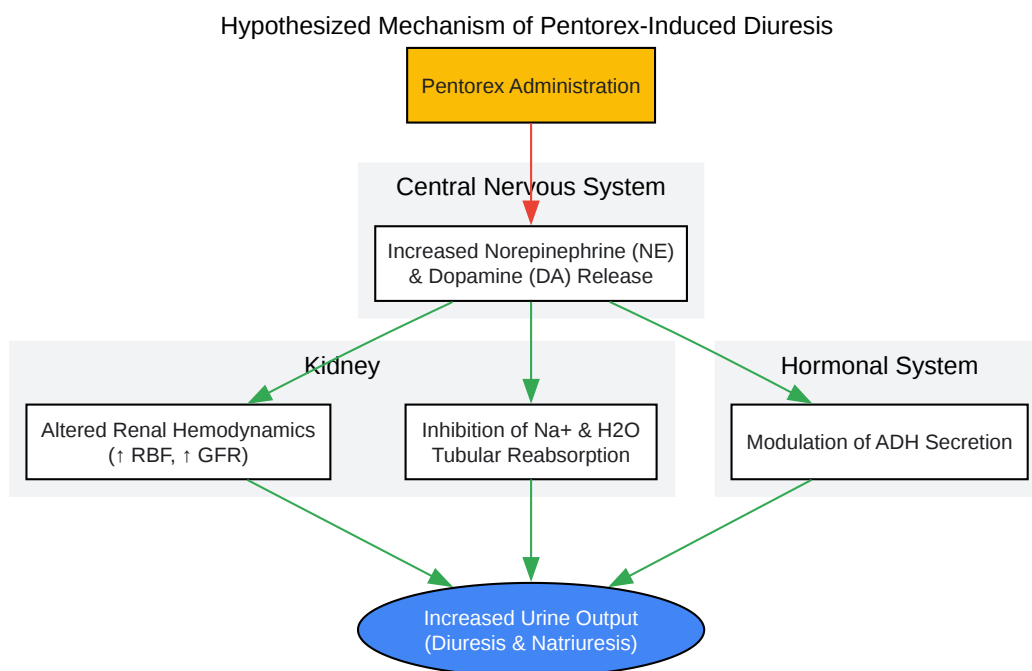 Hypothesized Mechanism of Pentorex-Induced Diuresis
Pentorex Administration
Central Nervous System
Increased Norepinephrine (NE)
& Dopamine (DA) Release
Kidney
Hormonal System
Altered Renal Hemodynamics
(↑ RBF, ↑ GFR)
Inhibition of Na+ & H2O
Tubular Reabsorption
Modulation of ADH Secretion
Increased Urine Output
(Diuresis & Natriuresis)